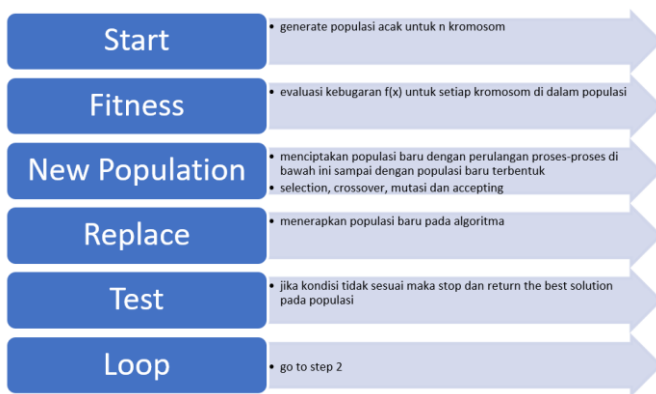 Start
• generate populasi acak untuk n kromosom
Fitness
• evaluasi kebugaran f(x) untuk setiap kromosom di dalam populasi
New Population
• menciptakan populasi baru dengan perulangan proses-proses di
bawah ini sampai dengan populasi baru terbentuk
• selection, crossover, mutasi dan accepting
Replace
• menerapkan populasi baru pada algoritma
Test
• jika kondisi tidak sesuai maka stop dan return the best solution
pada populasi
Loop
• go to step 2